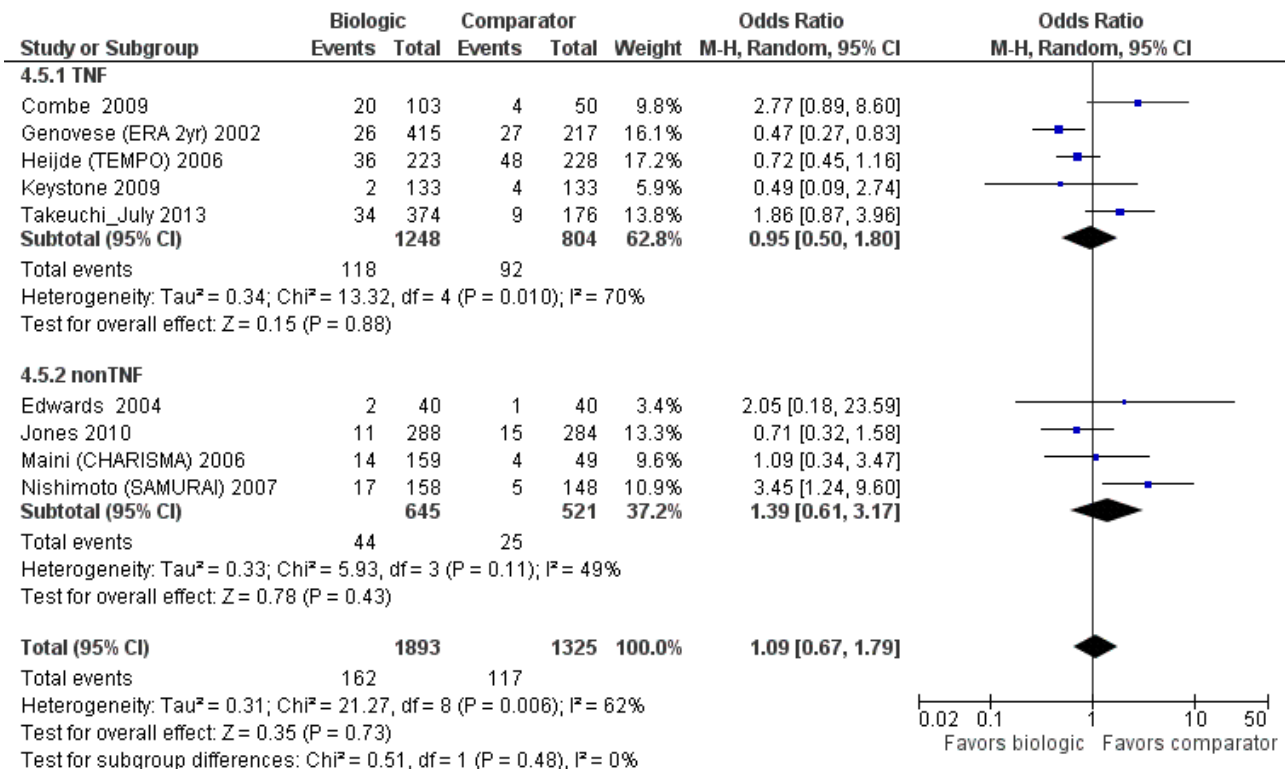 Biologic Comparator Odds Ratio Odds Ratio
Study or Subgroup Events Total Events Total Weight M-H, Random, 95% CI M-H, Random, 95% CI
4.5.1 TNF
Combe 2009 20 103 4 50 9.8% 2.77 [0.89, 8.60]
Genovese (ERA 2yr) 2002 26 415 27 217 16.1% 0.47 [0.27, 0.83]
Heijde (TEMPO) 2006 36 223 48 228 17.2% 0.72 [0.45, 1.16]
Keystone 2009 2 133 4 133 5.9% 0.49 [0.09, 2.74]
Takeuchi_July 2013 34 374 9 176 13.8% 1.86 [0.87, 3.96]
Subtotal (95% CI) 1248 804 62.8% 0.95 [0.50, 1.80]
Total events 118 92
Heterogeneity: Tau² = 0.34; Chi² = 13.32, df = 4 (P = 0.010); I² = 70%
Test for overall effect: Z = 0.15 (P = 0.88)
4.5.2 nonTNF
Edwards 2004 2 40 1 40 3.4% 2.05 [0.18, 23.59]
Jones 2010 11 288 15 284 13.3% 0.71 [0.32, 1.58]
Maini (CHARISMA) 2006 14 159 4 49 9.6% 1.09 [0.34, 3.47]
Nishimoto (SAMURAI) 2007 17 158 5 148 10.9% 3.45 [1.24, 9.60]
Subtotal (95% CI) 645 521 37.2% 1.39 [0.61, 3.17]
Total events 44 25
Heterogeneity: Tau² = 0.33; Chi² = 5.93, df = 3 (P = 0.11); I² = 49%
Test for overall effect: Z = 0.78 (P = 0.43)
Total (95% CI) 1893 1325 100.0% 1.09 [0.67, 1.79]
Total events 162 117
Heterogeneity: Tau² = 0.31; Chi² = 21.27, df = 8 (P = 0.006); I² = 62%
Test for overall effect: Z = 0.35 (P = 0.73)
Test for subgroup differences: Chi² = 0.51, df = 1 (P = 0.48), I² = 0%
0.02 0.1 1 10 50
Favors biologic Favors comparator